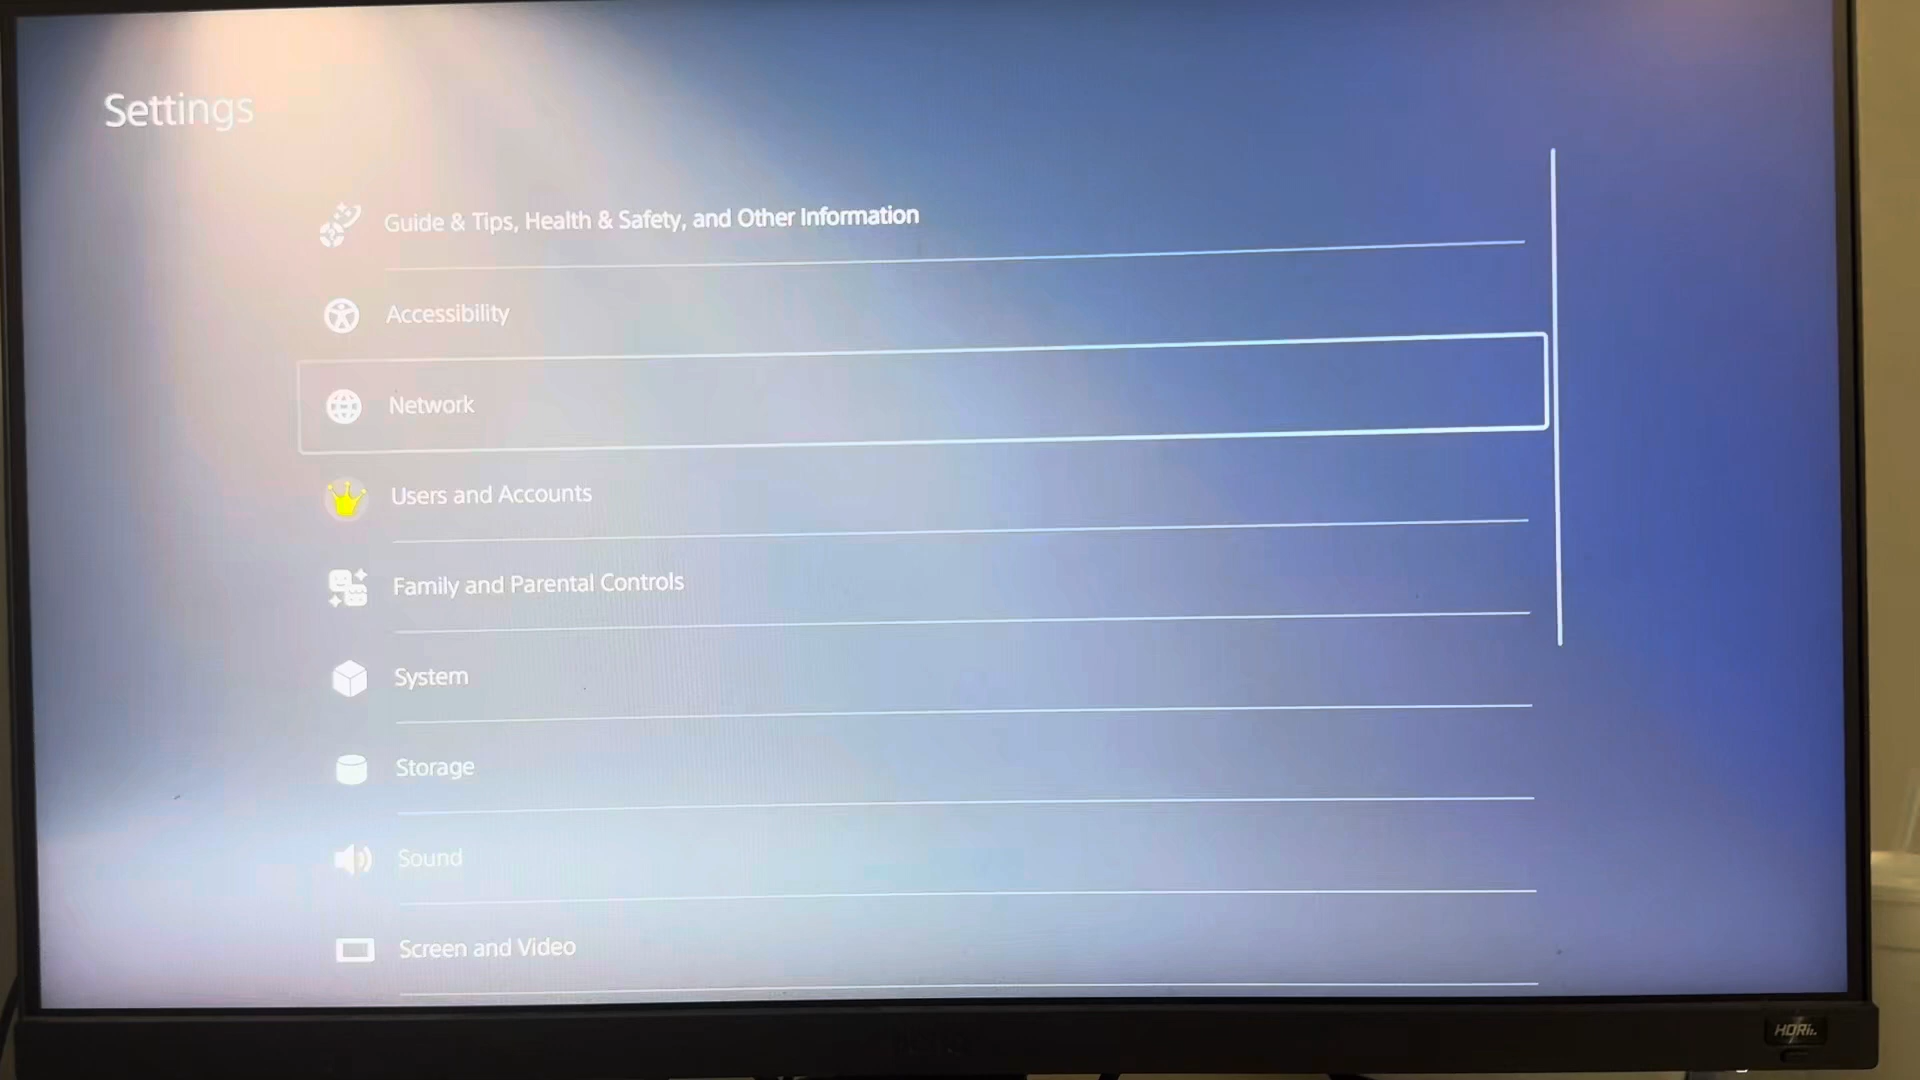 Settings
Guide & Tips, Health & Safety, and Other Information
Accessibility
Network
Users and Accounts
Family and Parental Controls
System
Storage
Sound
Screen and Video